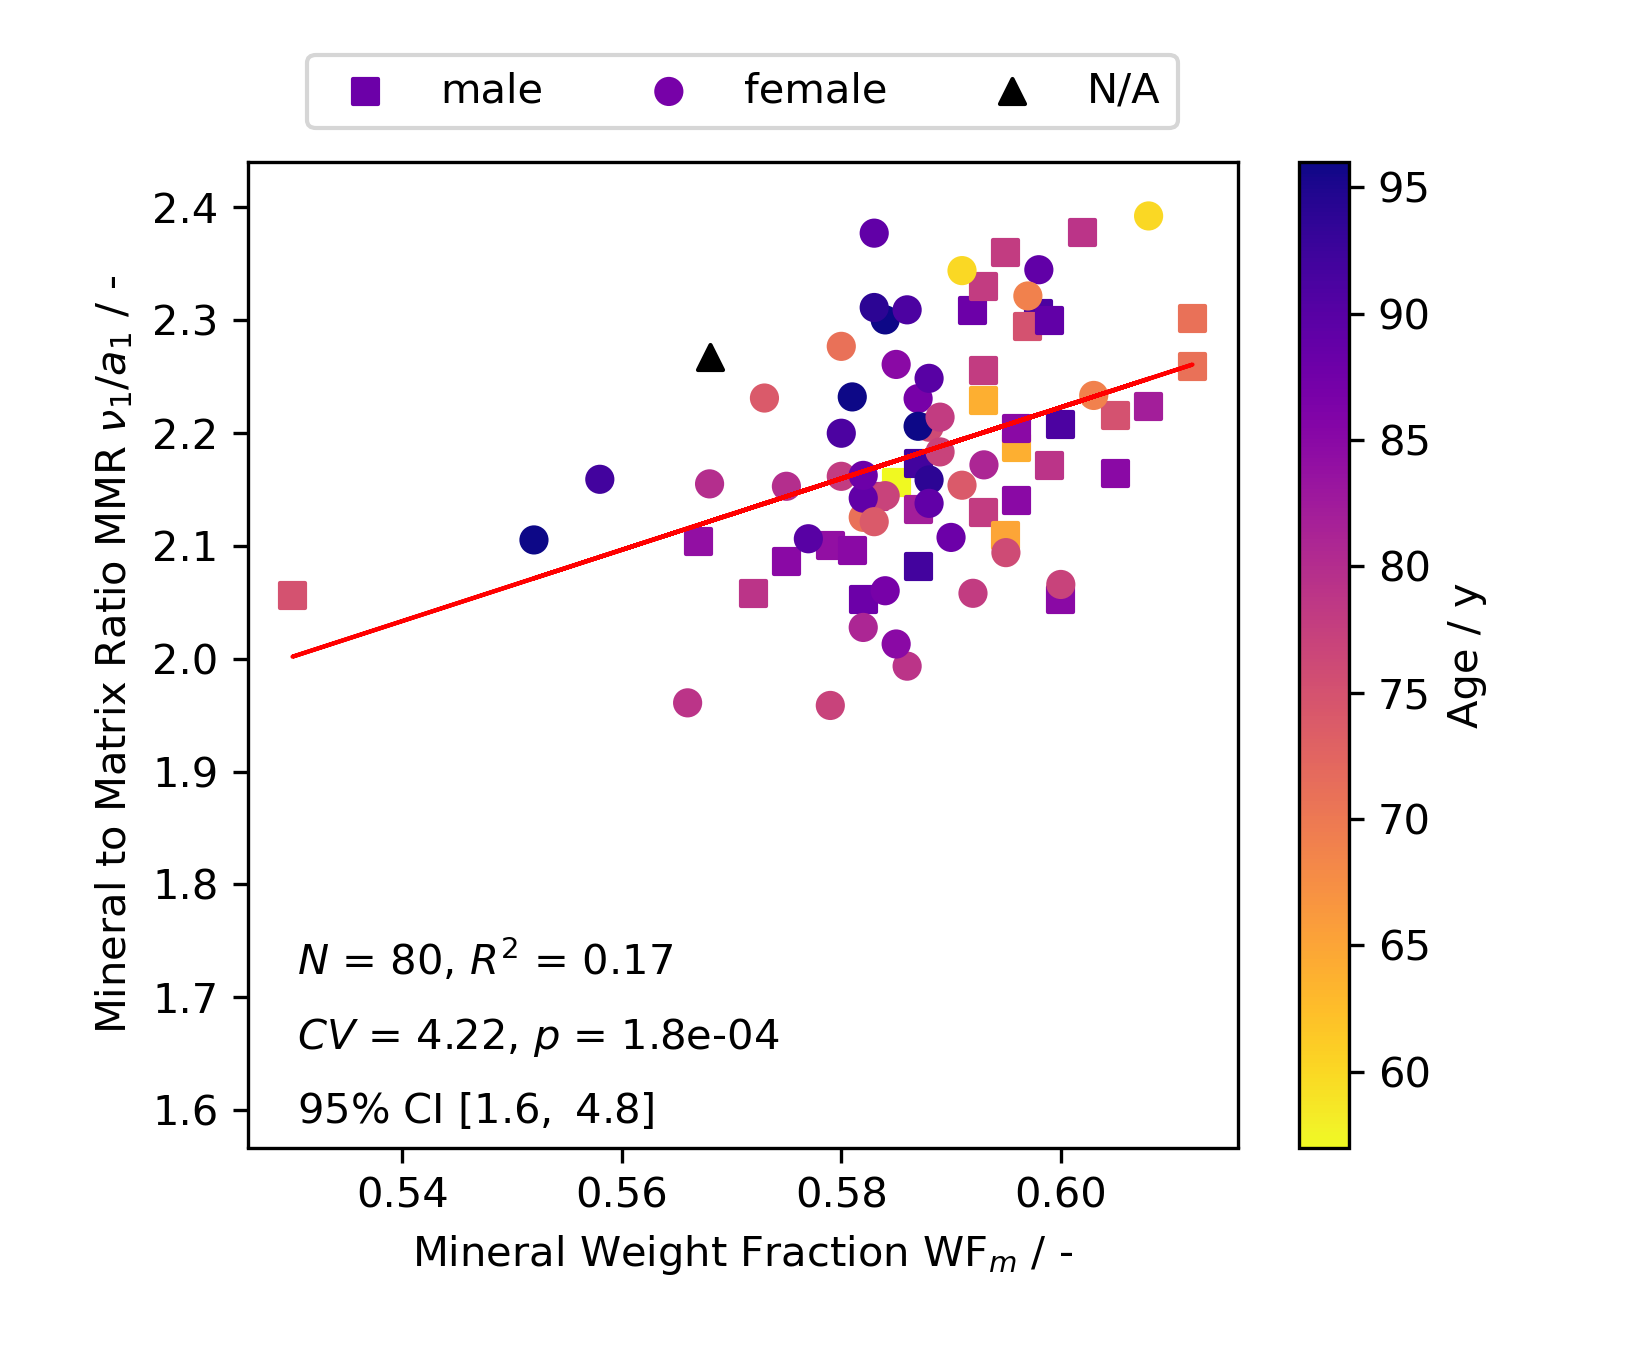 male female N/A
Mineral to Matrix Ratio MMR ν₁/a₁ / -
2.4
2.3
2.2
2.1
2.0
1.9
1.8
1.7
1.6
N = 80, R² = 0.17
CV = 4.22, p = 1.8e-04
95% CI [1.6, 4.8]
0.54 0.56 0.58 0.60
Mineral Weight Fraction WFₘ / -
95
90
85
80
75
70
65
60
Age / y